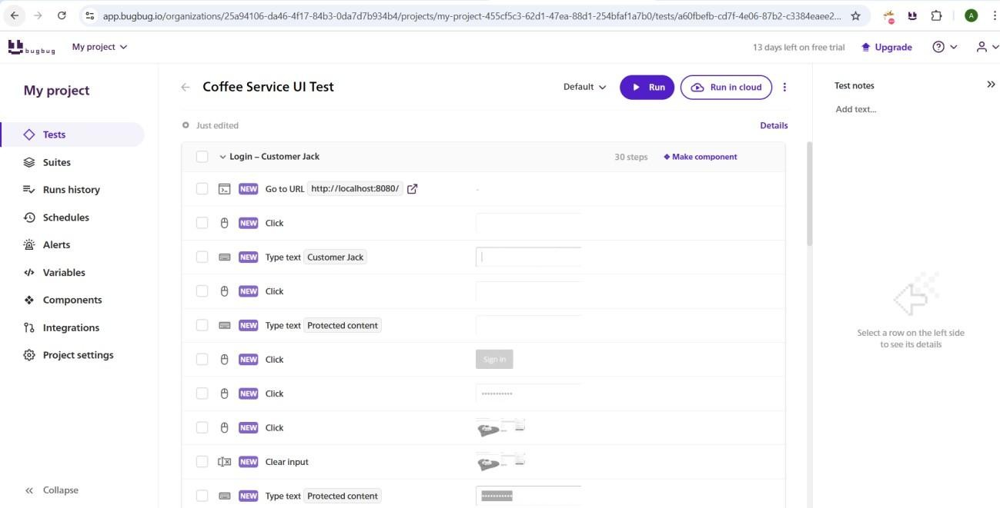 app.bugbug.io/organizations/25a94106-da46-4f17-84b3-0da7d7b934b4/projects/my-project-455cf5c3-62d1-47ea-88d1-254bfaf1a7b0/tests/a60fbefb-cd7f-4e06-87b2-c3384eaee2...
A
bugbug
My project
13 days left on free trial
Upgrade
My project
Tests
Suites
Runs history
Schedules
Alerts
Variables
Components
Integrations
Project settings
Collapse
Coffee Service UI Test
Default
Run
Run in cloud
Just edited
Details
Login – Customer Jack 30 steps Make component
NEW Go to URL http://localhost:8080/ -
NEW Click
NEW Type text Customer Jack
NEW Click
NEW Type text Protected content
NEW Click Sign in
NEW Click
NEW Click
NEW Clear input
NEW Type text Protected content
Test notes
Add text...
Select a row on the left side
to see its details